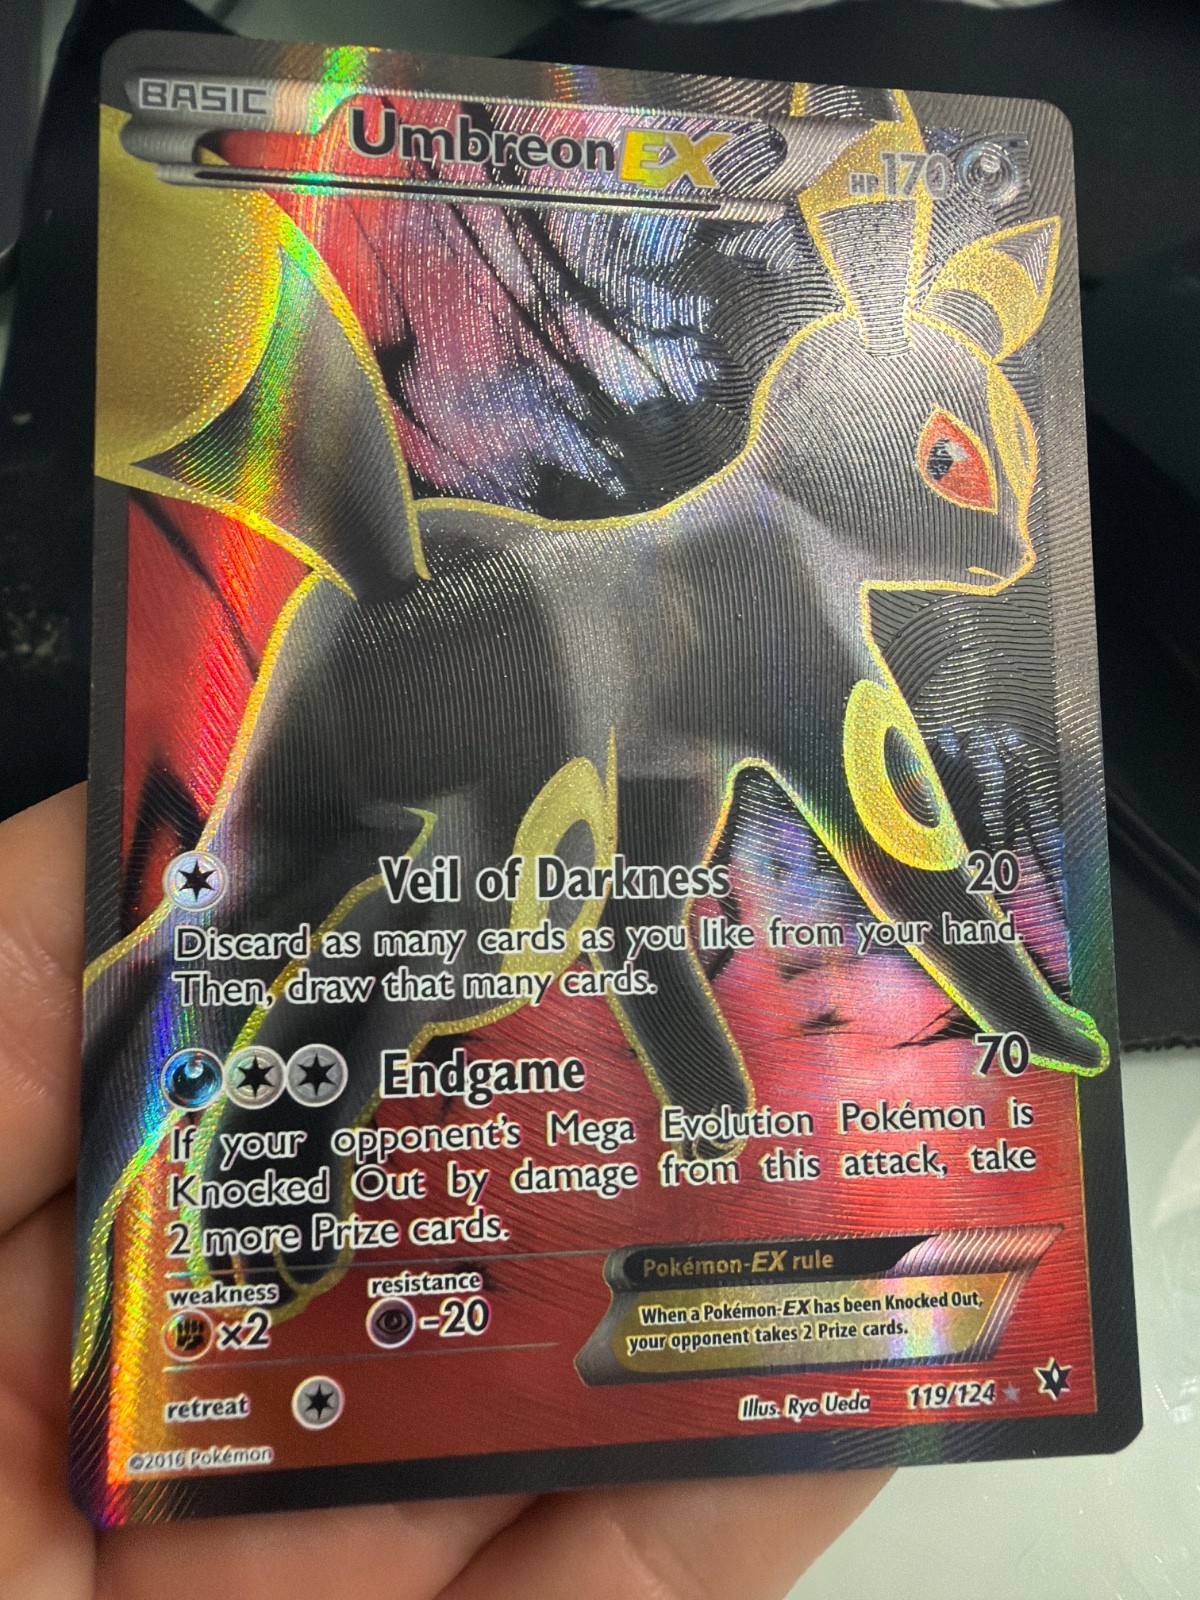 BASIC
Umbreon EX HP 170
Veil of Darkness 20
Discard as many cards as you like from your hand.
Then, draw that many cards.
Endgame 70
If your opponent's Mega Evolution Pokémon is
Knocked Out by damage from this attack, take
2 more Prize cards.
weakness resistance
×2 -20
Pokémon-EX rule
When a Pokémon-EX has been Knocked Out,
your opponent takes 2 Prize cards.
retreat
Illus. Ryo Ueda 119/124
©2016 Pokémon